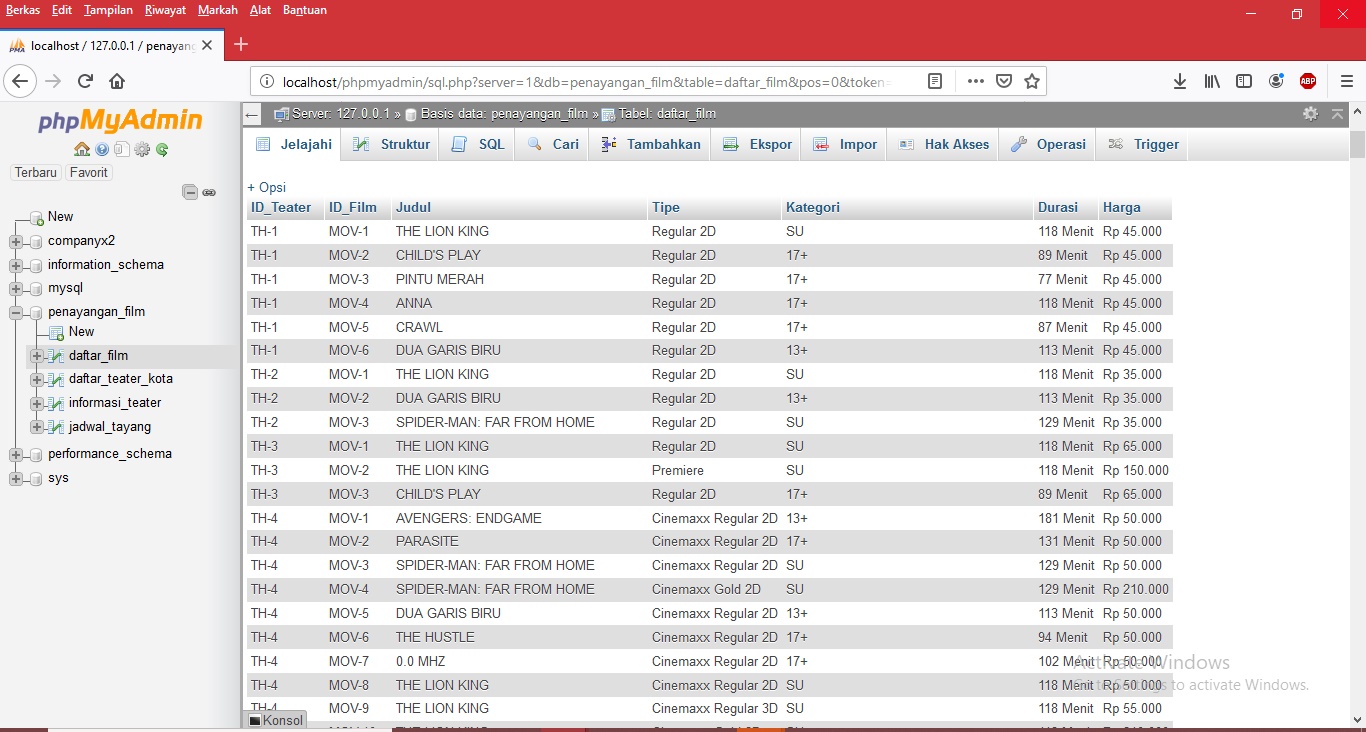 Berkas Edit Tampilan Riwayat Markah Alat Bantuan
localhost / 127.0.0.1 / penayang
localhost/phpmyadmin/sql.php?server=1&db=penayangan_film&table=daftar_film&pos=0&token=
ABP
phpMyAdmin
Terbaru Favorit
New
companyx2
information_schema
mysql
penayangan_film
New
daftar_film
daftar_teater_kota
informasi_teater
jadwal_tayang
performance_schema
sys
Server: 127.0.0.1 » Basis data: penayangan_film » Tabel: daftar_film
Jelajahi Struktur SQL Cari Tambahkan Ekspor Impor Hak Akses Operasi Trigger
+ Opsi
ID_Teater ID_Film Judul Tipe Kategori Durasi Harga
TH-1 MOV-1 THE LION KING Regular 2D SU 118 Menit Rp 45.000
TH-1 MOV-2 CHILD'S PLAY Regular 2D 17+ 89 Menit Rp 45.000
TH-1 MOV-3 PINTU MERAH Regular 2D 17+ 77 Menit Rp 45.000
TH-1 MOV-4 ANNA Regular 2D 17+ 118 Menit Rp 45.000
TH-1 MOV-5 CRAWL Regular 2D 17+ 87 Menit Rp 45.000
TH-1 MOV-6 DUA GARIS BIRU Regular 2D 13+ 113 Menit Rp 45.000
TH-2 MOV-1 THE LION KING Regular 2D SU 118 Menit Rp 35.000
TH-2 MOV-2 DUA GARIS BIRU Regular 2D 13+ 113 Menit Rp 35.000
TH-2 MOV-3 SPIDER-MAN: FAR FROM HOME Regular 2D SU 129 Menit Rp 35.000
TH-3 MOV-1 THE LION KING Regular 2D SU 118 Menit Rp 65.000
TH-3 MOV-2 THE LION KING Premiere SU 118 Menit Rp 150.000
TH-3 MOV-3 CHILD'S PLAY Regular 2D 17+ 89 Menit Rp 65.000
TH-4 MOV-1 AVENGERS: ENDGAME Cinemaxx Regular 2D 13+ 181 Menit Rp 50.000
TH-4 MOV-2 PARASITE Cinemaxx Regular 2D 17+ 131 Menit Rp 50.000
TH-4 MOV-3 SPIDER-MAN: FAR FROM HOME Cinemaxx Regular 2D SU 129 Menit Rp 50.000
TH-4 MOV-4 SPIDER-MAN: FAR FROM HOME Cinemaxx Gold 2D SU 129 Menit Rp 210.000
TH-4 MOV-5 DUA GARIS BIRU Cinemaxx Regular 2D 13+ 113 Menit Rp 50.000
TH-4 MOV-6 THE HUSTLE Cinemaxx Regular 2D 17+ 94 Menit Rp 50.000
TH-4 MOV-7 0.0 MHZ Cinemaxx Regular 2D 17+ 102 Menit Rp 50.000
TH-4 MOV-8 THE LION KING Cinemaxx Regular 2D SU 118 Menit Rp 50.000
TH-4 MOV-9 THE LION KING Cinemaxx Regular 3D SU 118 Menit Rp 55.000
Konsol
Activate Windows
Go to Settings to activate Windows.